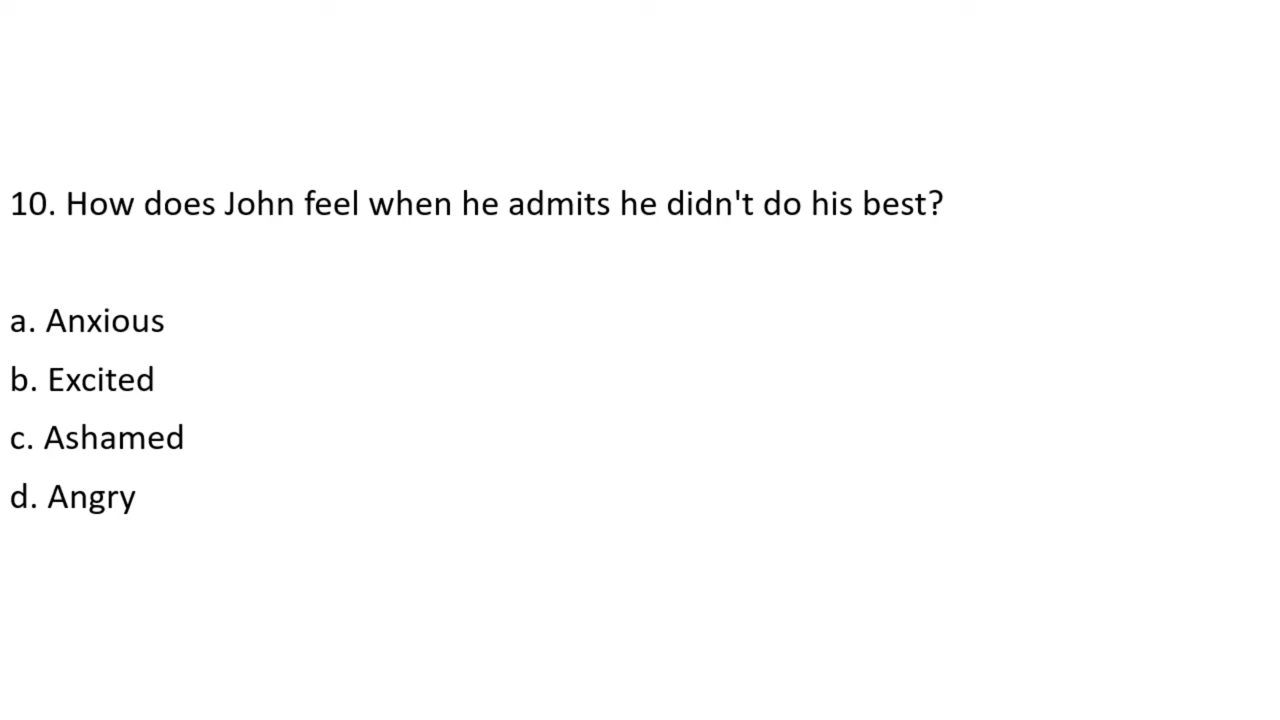 10. How does John feel when he admits he didn't do his best?
a. Anxious
b. Excited
c. Ashamed
d. Angry